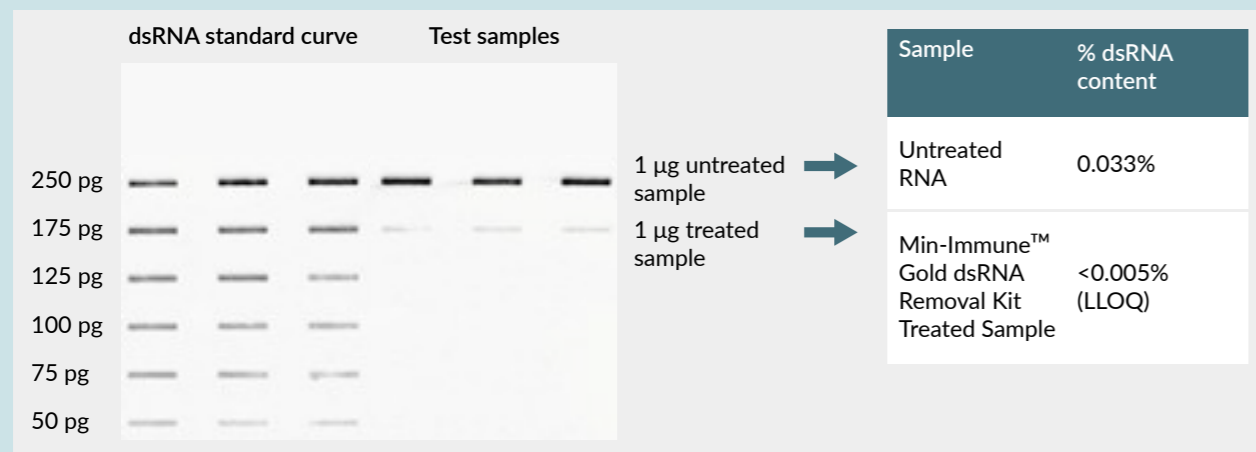 dsRNA standard curve
Test samples
250 pg
175 pg
125 pg
100 pg
75 pg
50 pg
1 µg untreated
sample
1 µg treated
sample
Sample
% dsRNA
content
Untreated
RNA
0.033%
Min-Immune™
Gold dsRNA
Removal Kit
Treated Sample
<0.005%
(LLOQ)